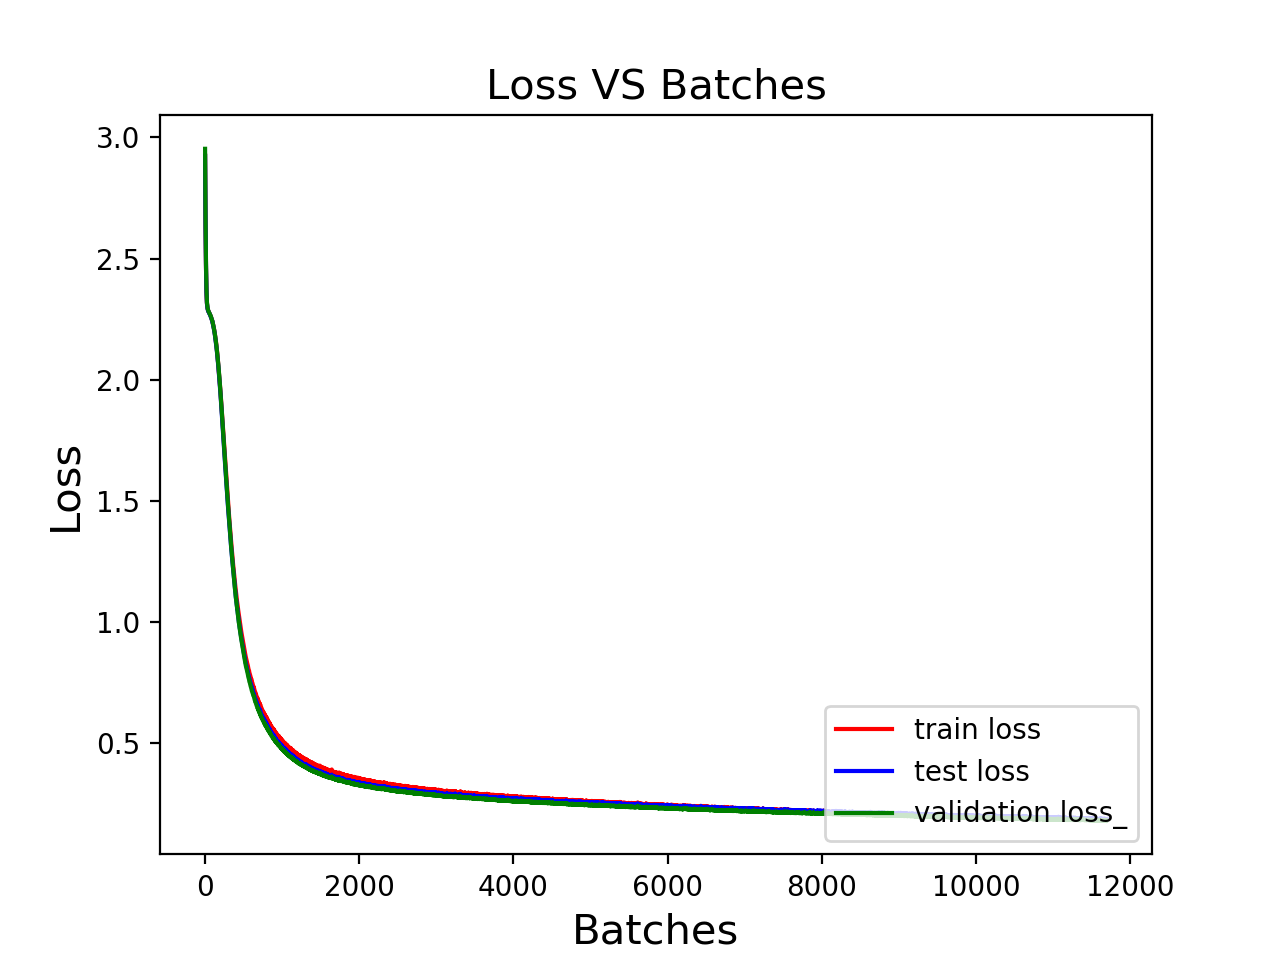 Loss VS Batches
3.0
2.5
2.0
1.5
1.0
0.5
Loss
train loss
test loss
validation loss_
0 2000 4000 6000 8000 10000 12000
Batches